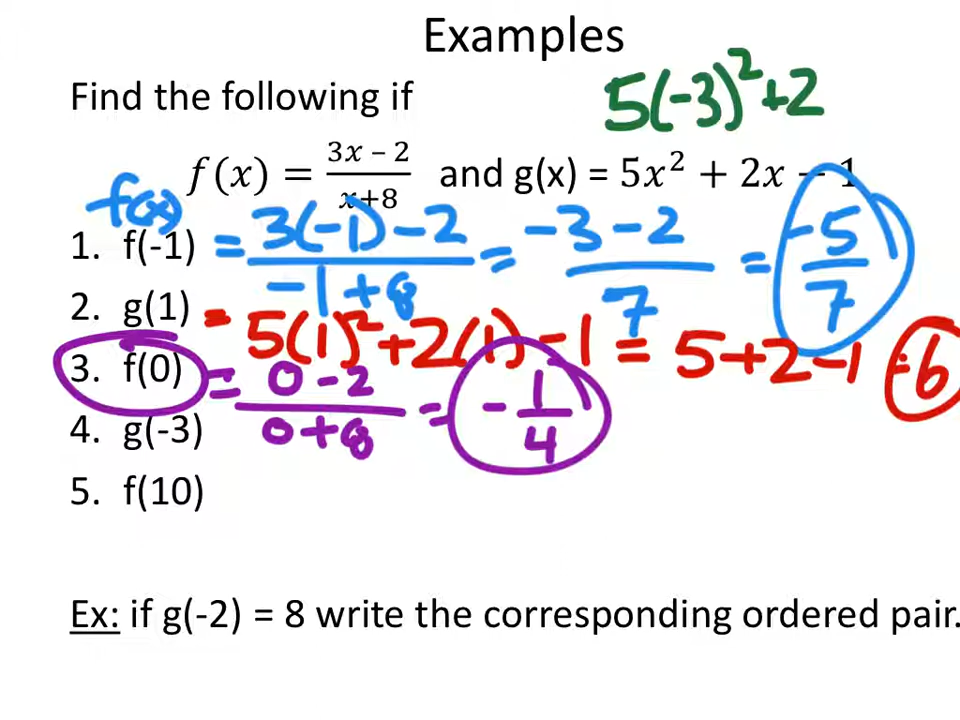 Examples
Find the following if
5(-3)²+2
f(x) = (3x – 2)/(x+8) and g(x) = 5x² + 2x – 1
f(x)
1. f(-1) = (3(-1)-2)/(-1+8) = (-3-2)/7 = -5/7
2. g(1) = 5(1)²+2(1)-1 = 5+2-1 = 6
3. f(0) = (0-2)/(0+8) = -1/4
4. g(-3)
5. f(10)
Ex: if g(-2) = 8 write the corresponding ordered pair.